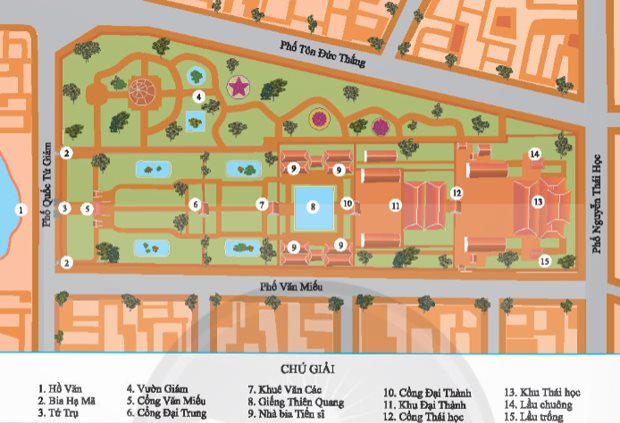 Phố Tôn Đức Thắng
4
Phố Quốc Tử Giám
2
9 9
14
1 3 5 6 7 8 10 11 12 13
Phố Nguyễn Thái Học
9 9
2
15
Phố Văn Miếu
CHÚ GIẢI
1. Hồ Văn
2. Bia Hạ Mã
3. Tứ Trụ
4. Vườn Giám
5. Cổng Văn Miếu
6. Cổng Đại Trung
7. Khuê Văn Các
8. Giếng Thiên Quang
9. Nhà bia Tiến sĩ
10. Cổng Đại Thành
11. Khu Đại Thành
12. Cổng Thái học
13. Khu Thái học
14. Lầu chuông
15. Lầu trống